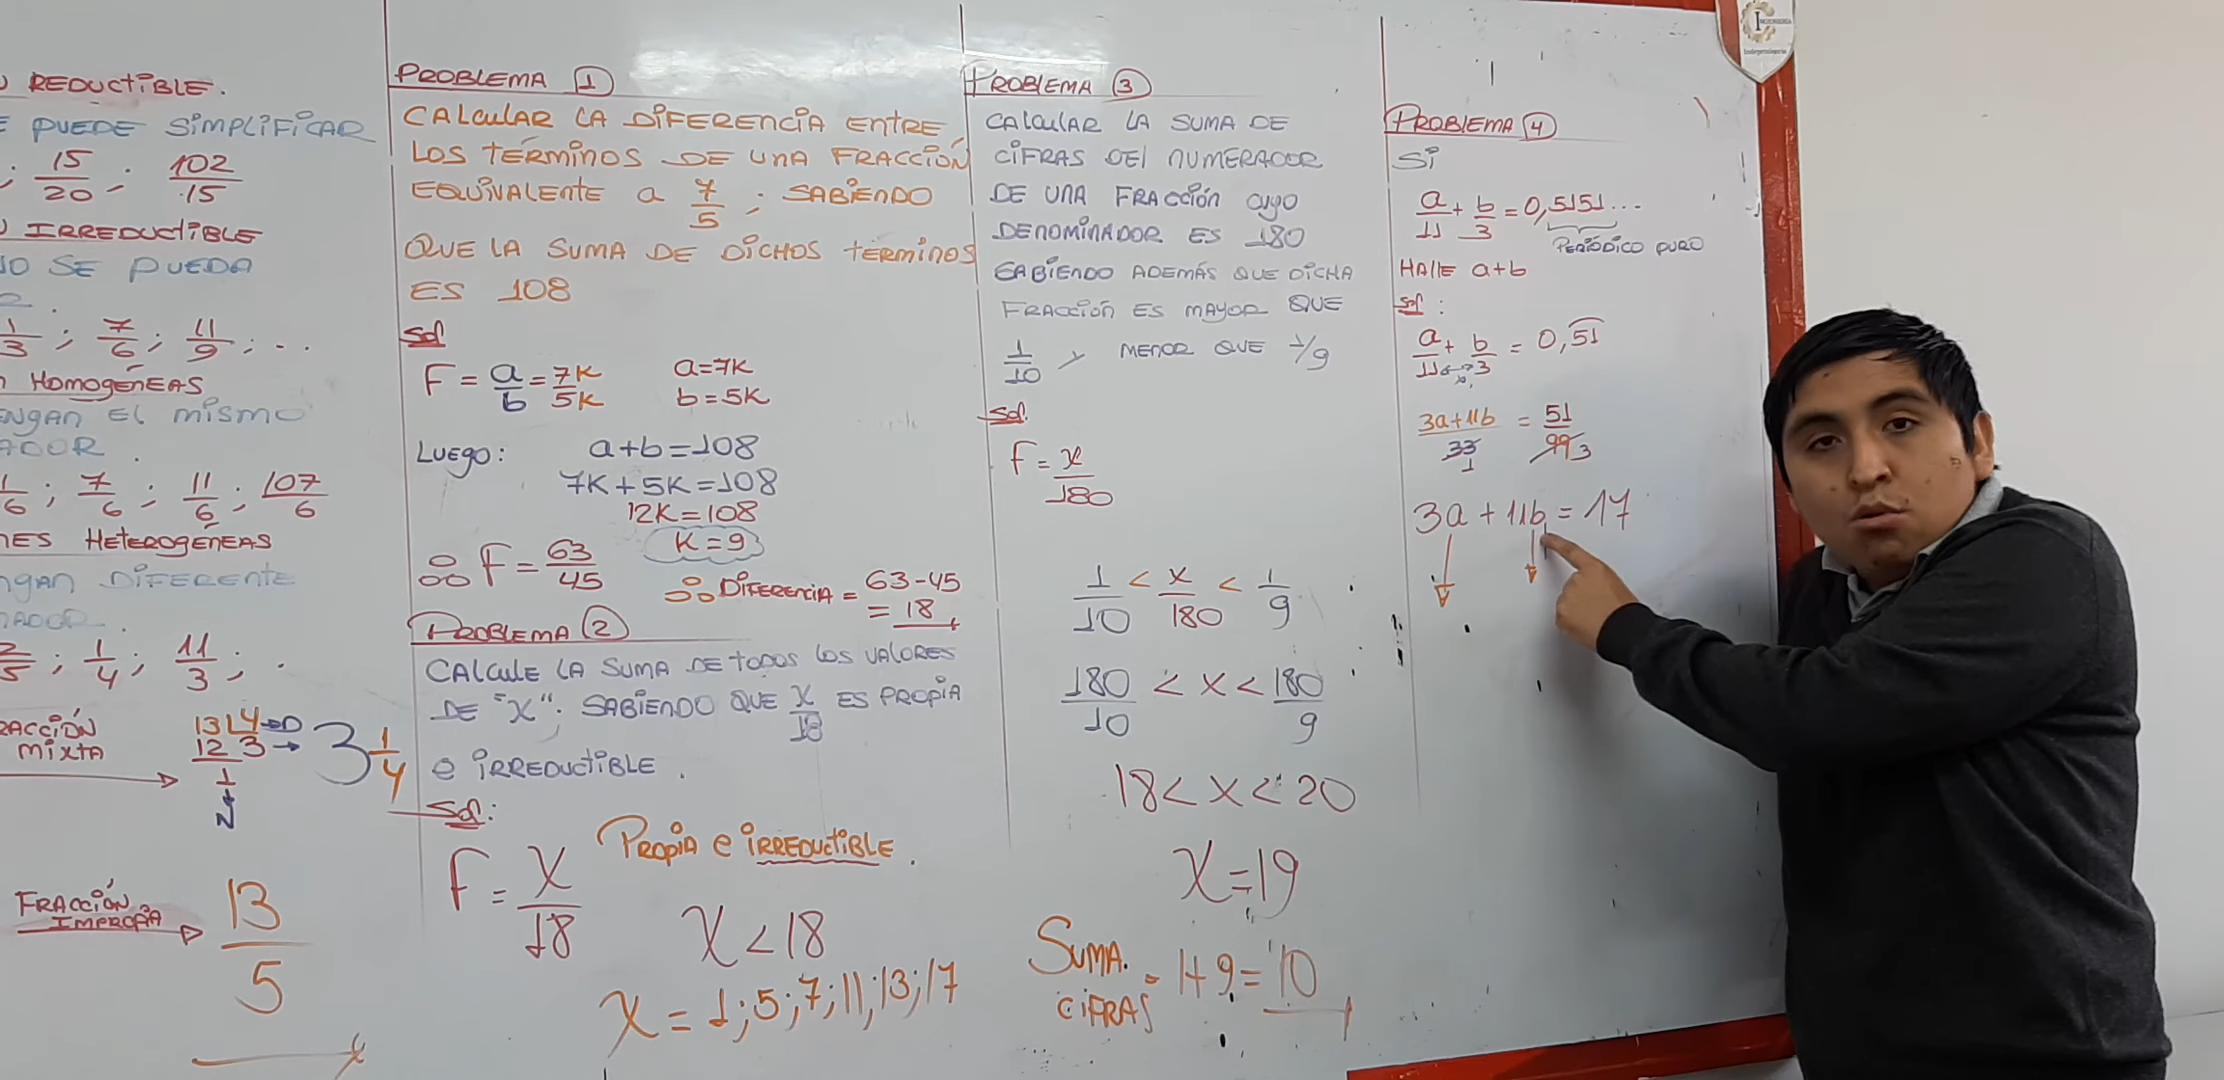 REDUCTIBLE.
PUEDE SIMPLIFICAR
; 15/20 ; 102/15
IRREDUCTIBLE
SE PUEDA
1/3 ; 7/6 ; 11/9 ; ...
HOMOGÉNEAS
EL MISMO
1/6 ; 7/6 ; 11/6 ; 107/6
HETEROGÉNEAS
DIFERENTE
2/5 ; 1/4 ; 11/3 ; .
MIXTA
13 4 → D
12 3 → 3 1/4
1
N
FRACCIÓN
IMPROPIA
13/5
PROBLEMA 1
CALCULAR LA DIFERENCIA ENTRE
LOS TÉRMINOS DE UNA FRACCIÓN
EQUIVALENTE A 7/5 ; SABIENDO
QUE LA SUMA DE DICHOS TERMINOS
ES 108
Sol
F = a/b = 7K/5K
a=7K
b=5K
LUEGO: a+b=108
7K+5K=108
12K=108
K=9
∴ F = 63/45
∴ DIFERENCIA = 63-45
= 18
PROBLEMA 2
CALCULE LA SUMA DE TODOS LOS VALORES
DE "X"; SABIENDO QUE X/18 ES PROPIA
e IRREDUCTIBLE.
Sol:
F = X/18
PROPIA e IRREDUCTIBLE.
X < 18
X = 1; 5; 7; 11; 13; 17
PROBLEMA 3
CALCULAR LA SUMA DE
CIFRAS DEL NUMERADOR
DE UNA FRACCIÓN CUYO
DENOMINADOR ES 180
SABIENDO ADEMÁS QUE DICHA
FRACCIÓN ES MAYOR QUE
1/10 y MENOR QUE 1/9
Sol.
F = x/180
1/10 < x/180 < 1/9
180/10 < x < 180/9
18 < x < 20
X=19
SUMA. CIFRAS = 1+9=10
PROBLEMA 4
Si
a/11 + b/3 = 0,5151...
PERIÓDICO PURO
HALLE a+b
Sol:
a/11 + b/3 = 0,51
3a+11b/33 = 51/99
1 3
3a + 11b = 17